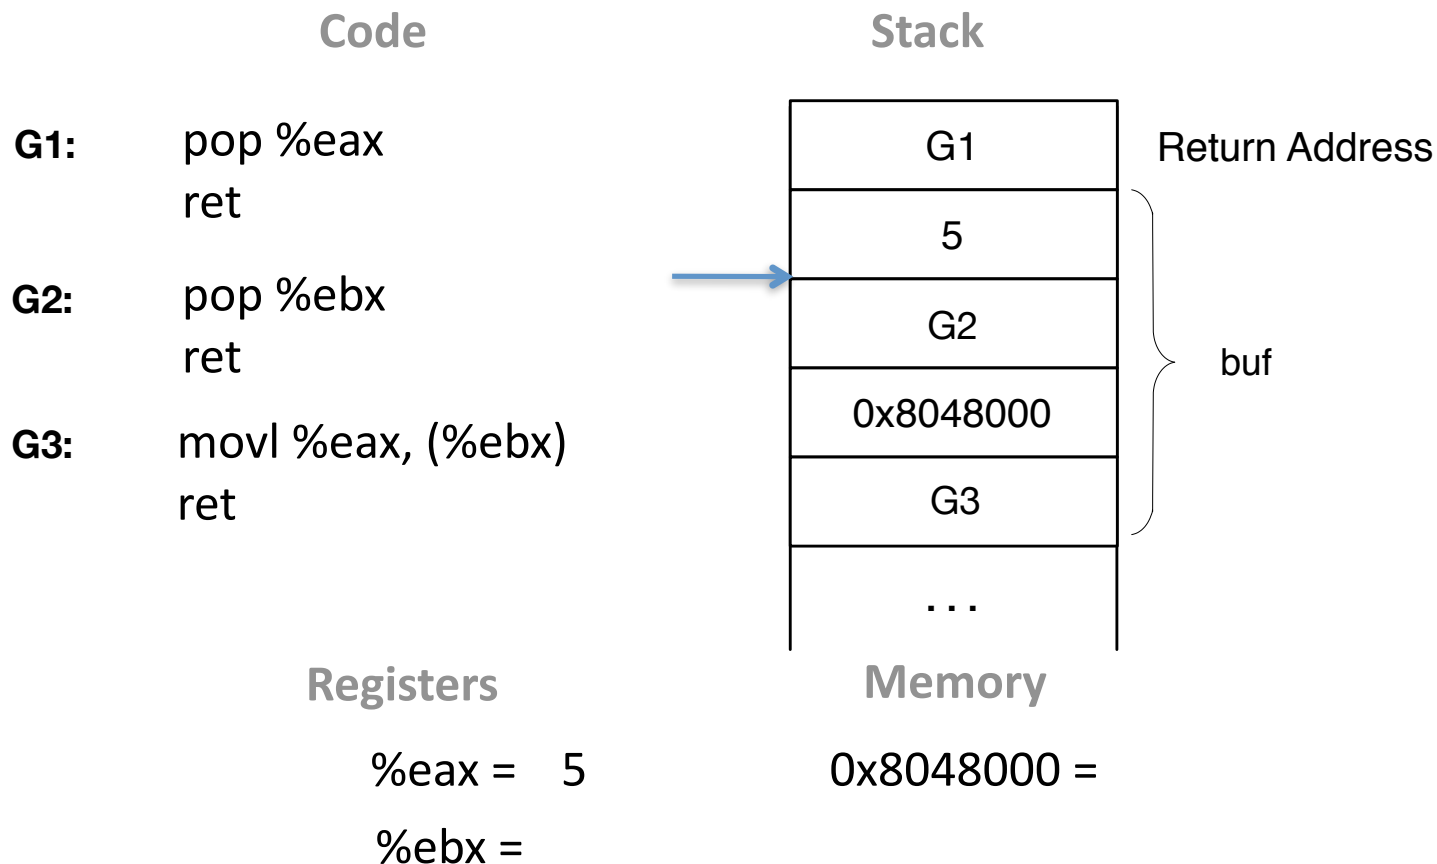 Code
G1: pop %eax
ret
G2: pop %ebx
ret
G3: movl %eax, (%ebx)
ret
Stack
G1 Return Address
5
G2
0x8048000
G3
buf
...
Registers
%eax = 5
%ebx =
Memory
0x8048000 =